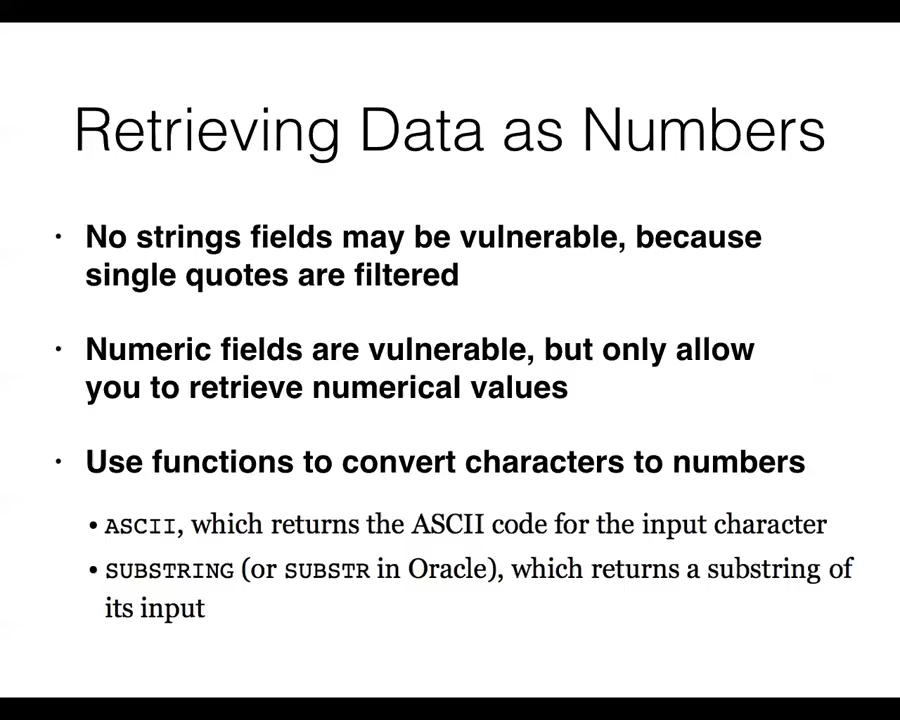 Retrieving Data as Numbers
• No strings fields may be vulnerable, because
single quotes are filtered
• Numeric fields are vulnerable, but only allow
you to retrieve numerical values
• Use functions to convert characters to numbers
• ASCII, which returns the ASCII code for the input character
• SUBSTRING (or SUBSTR in Oracle), which returns a substring of
its input